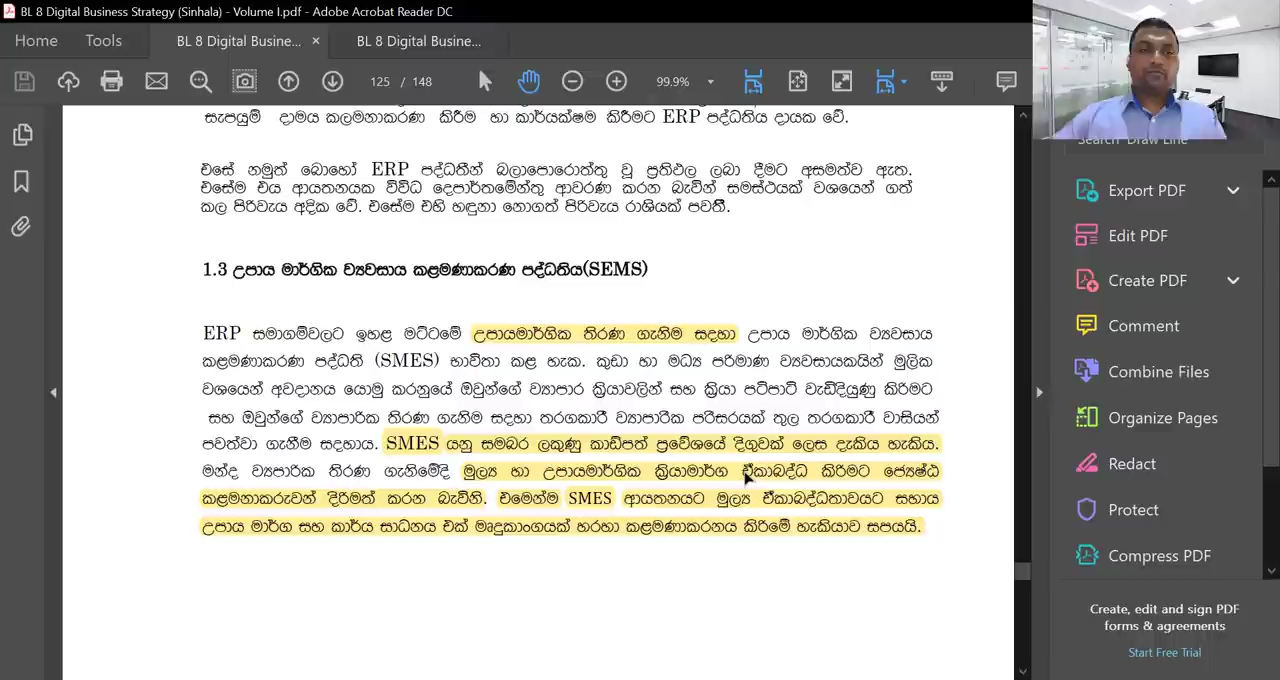 BL 8 Digital Business Strategy (Sinhala) - Volume I.pdf - Adobe Acrobat Reader DC
Home Tools BL 8 Digital Busine... × BL 8 Digital Busine...
125 / 148 99.9%
සැපයුම් දාමය කලමනාකරණ කිරීම හා කාර්යක්ෂම කිරීමට ERP පද්ධතිය දායක වේ.
එසේ නමුත් බොහෝ ERP පද්ධතීන් බලාපොරොත්තු වූ ප්‍රතිඵල ලබා දීමට අසමත්ව ඇත.
එසේම එය ආයතනයක විවිධ දෙපාර්තමේන්තු ආවරණ කරන බැවින් සමස්ථයක් වශයෙන් ගත්
කල පිරිවැය අදික වේ. එසේම එහි හඳුනා නොගත් පිරිවැය රාශියක් පවතී.
1.3 උපාය මාර්ගික ව්‍යවසාය කළමණාකරණ පද්ධතිය(SEMS)
ERP සමාගම්වලට ඉහළ මට්ටමේ උපායමාර්ගික තිරණ ගැනිම සදහා උපාය මාර්ගික ව්‍යවසාය
කළමණාකරණ පද්ධති (SMES) භාවිතා කළ හැක. කුඩා හා මධ්‍ය පරිමාණ ව්‍යවසායකයින් මුලික
වශයෙන් අවදානය යොමු කරනුයේ ඔවුන්ගේ ව්‍යාපාර ක්‍රියාවලින් සහ ක්‍රියා පටිපාටි වැඩිදියුණු කිරිමට
සහ ඔවුන්ගේ ව්‍යාපාරික තිරණ ගැනිම සදහා තරගකාරී ව්‍යාපාරික පරිසරයක් තුල තරගකාරී වාසියන්
පවත්වා ගැනීම සදහාය. SMES යනු සමබර ලකුණු කාඩ්පත් ප්‍රවේශයේ දිගුවක් ලෙස දැකිය හැකිය.
මන්ද ව්‍යපාරික තිරණ ගැනිමේදි මුල්‍ය හා උපායමාර්ගික ක්‍රියාමාර්ග ඒකාබද්ධ කිරිමට ජ්‍යෙෂ්ඨ
කළමනාකරුවන් දිරිමත් කරන බැවිනි. එමෙන්ම SMES ආයතනයට මුල්‍ය ඒකාබද්ධතාවයට සහාය
උපාය මාර්ග සහ කාර්ය සාධනය එක් මෘදුකාංගයක් හරහා කළමණාකරනය කිරිමේ හැකියාව සපයයි.
Export PDF
Edit PDF
Create PDF
Comment
Combine Files
Organize Pages
Redact
Protect
Compress PDF
Create, edit and sign PDF
forms & agreements
Start Free Trial